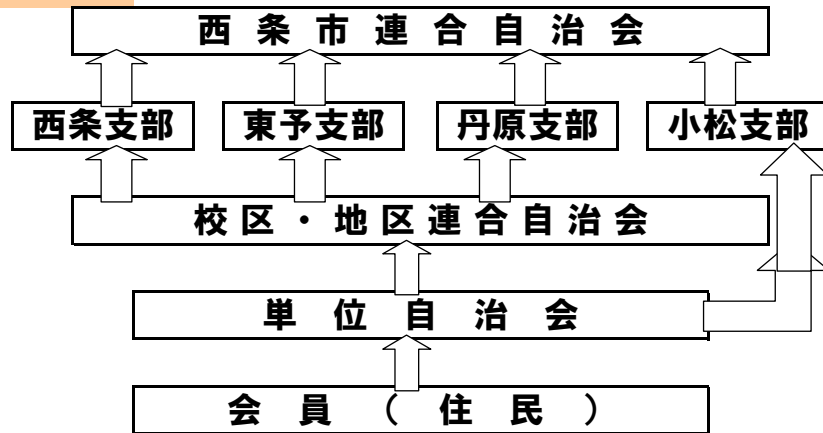 西条市連合自治会
西条支部 東予支部 丹原支部 小松支部
校区・地区連合自治会
単位自治会
会員(住民)